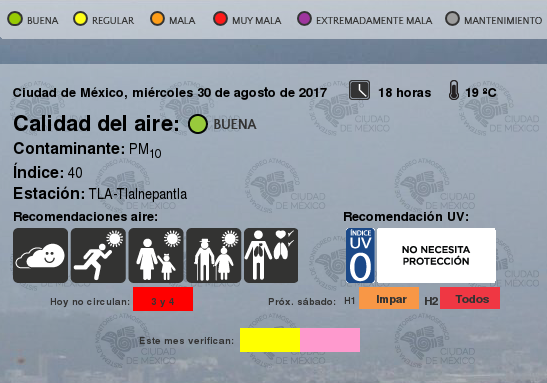 BUENA REGULAR MALA MUY MALA EXTREMADAMENTE MALA MANTENIMIENTO
Ciudad de México, miércoles 30 de agosto de 2017 18 horas 19 ºC
Calidad del aire: BUENA
Contaminante: PM10
Índice: 40
Estación: TLA-Tlalnepantla
Recomendaciones aire: Recomendación UV:
ÍNDICE
UV
0
NO NECESITA
PROTECCIÓN
Hoy no circulan: 3 y 4 Próx. sábado: H1 Impar H2 Todos
Este mes verifican:
MONITOREO ATMOSFÉRICO
CIUDAD
DE MÉXICO